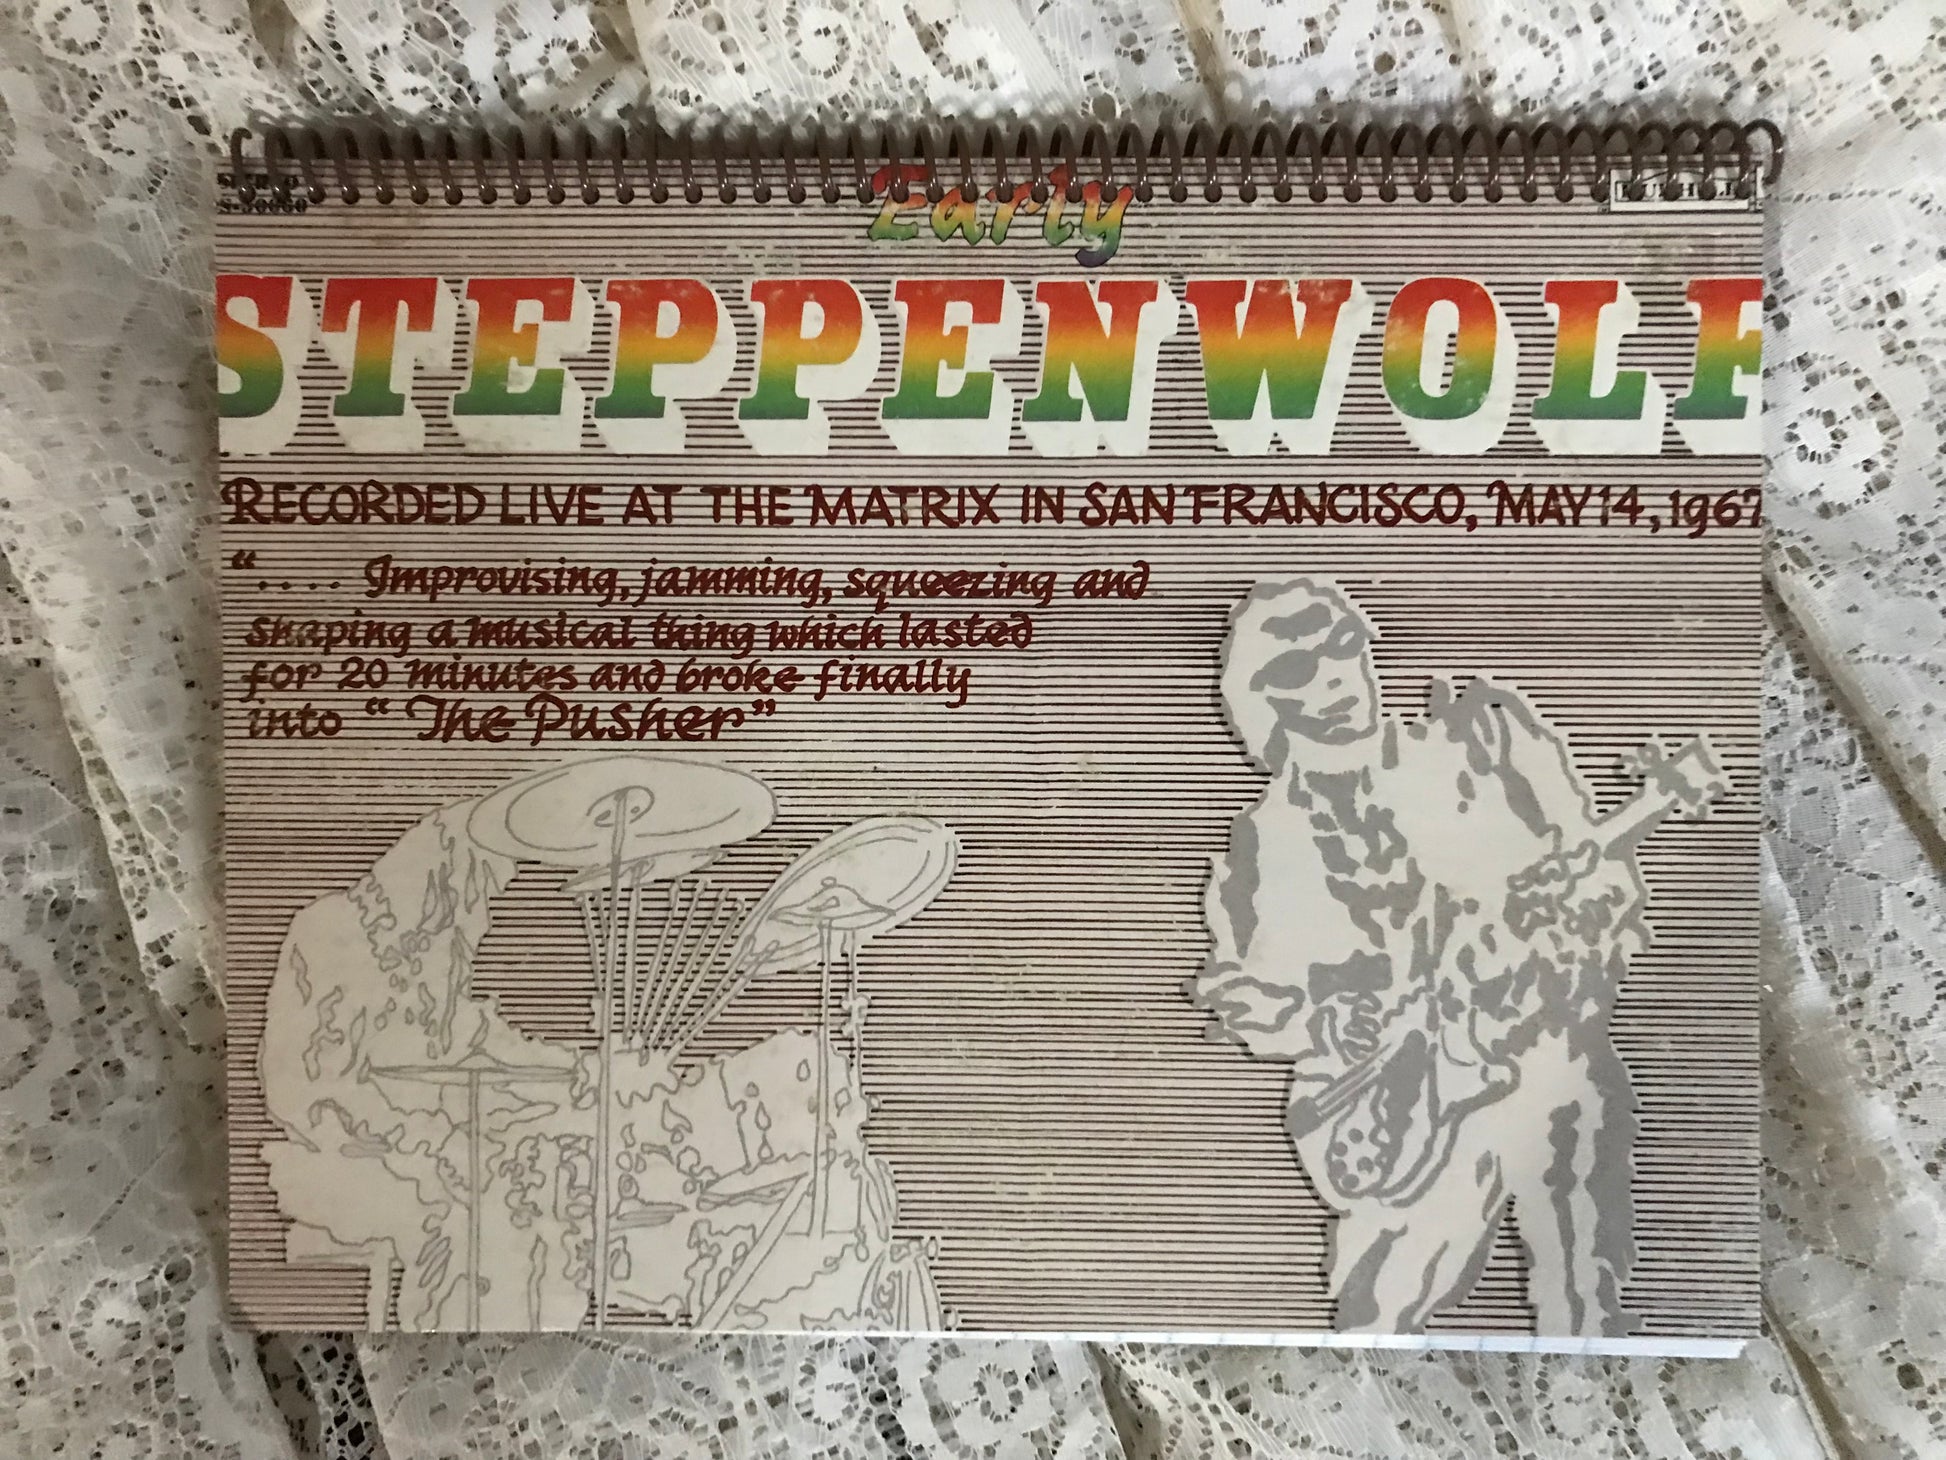 Early
STEPPENWOLF
RECORDED LIVE AT THE MATRIX IN SAN FRANCISCO, MAY 14, 1967
“.... Improvising, jamming, squeezing and
shaping a musical thing which lasted
for 20 minutes and broke finally
into “The Pusher”